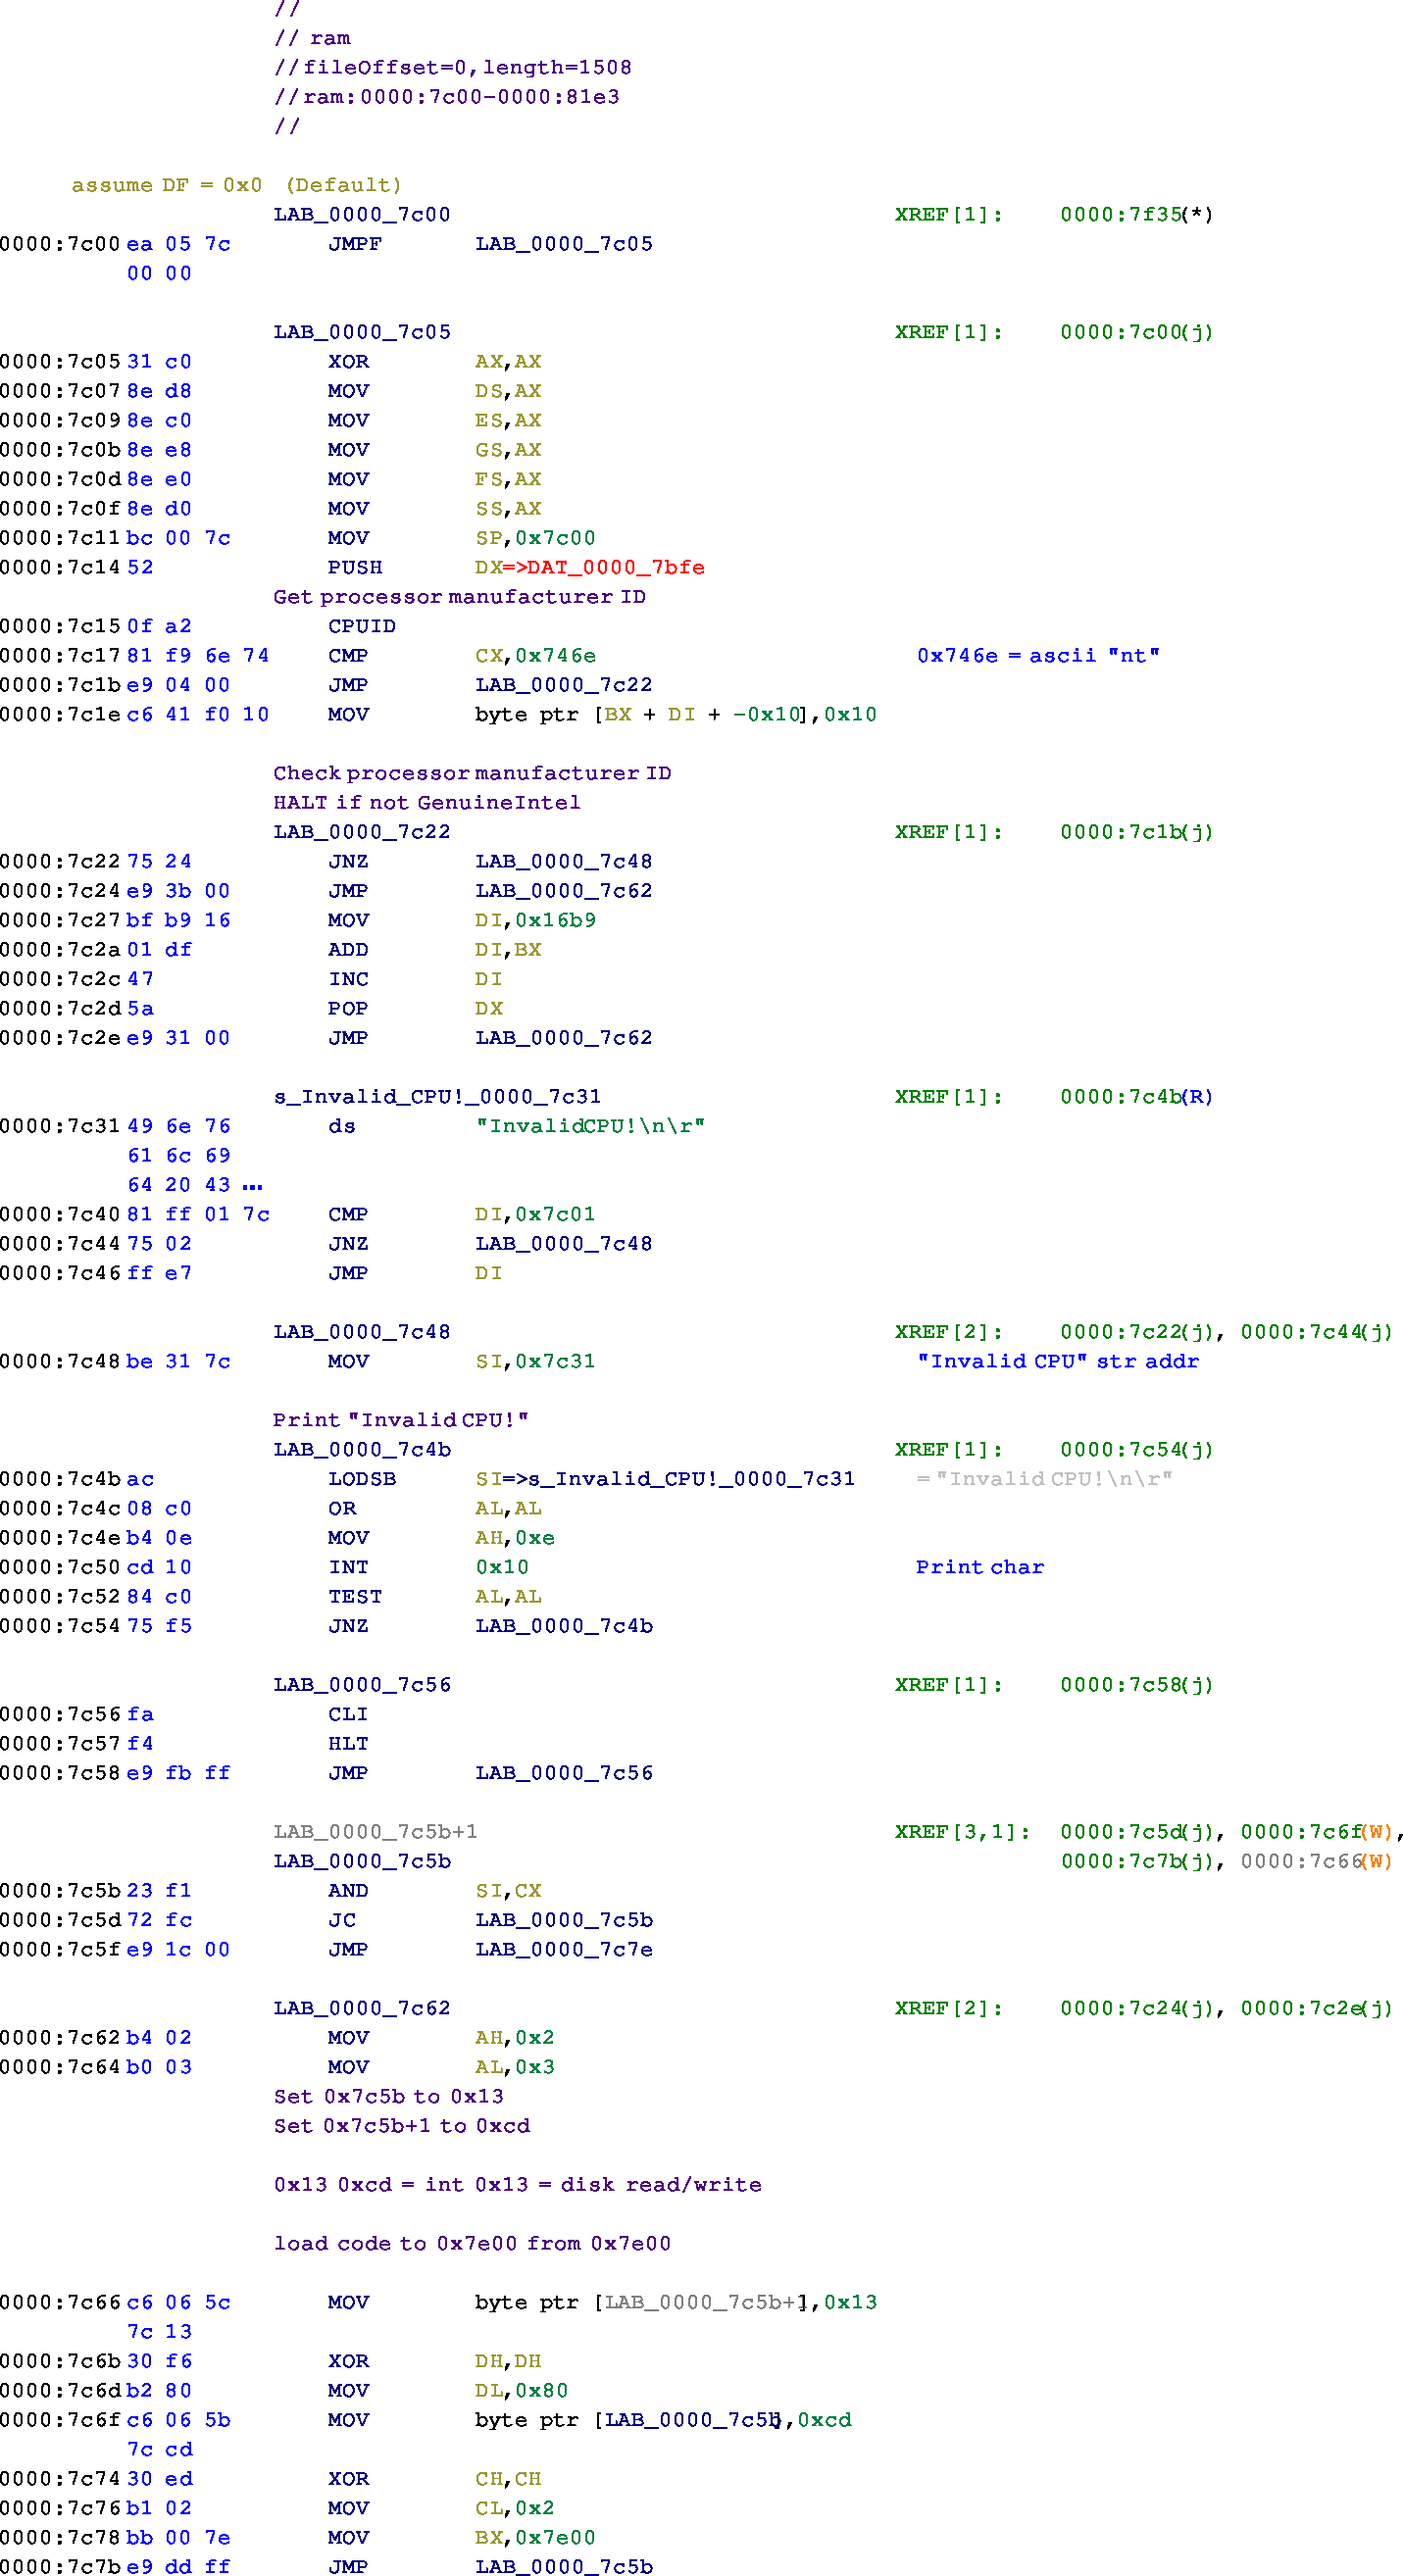 //
// ram
//fileOffset=0,length=1508
//ram:0000:7c00-0000:81e3
//
assume DF = 0x0 (Default)
LAB_0000_7c00 XREF[1]: 0000:7f35(*)
0000:7c00 ea 05 7c JMPF LAB_0000_7c05
00 00
LAB_0000_7c05 XREF[1]: 0000:7c00(j)
0000:7c05 31 c0 XOR AX,AX
0000:7c07 8e d8 MOV DS,AX
0000:7c09 8e c0 MOV ES,AX
0000:7c0b 8e e8 MOV GS,AX
0000:7c0d 8e e0 MOV FS,AX
0000:7c0f 8e d0 MOV SS,AX
0000:7c11 bc 00 7c MOV SP,0x7c00
0000:7c14 52 PUSH DX=>DAT_0000_7bfe
Get processor manufacturer ID
0000:7c15 0f a2 CPUID
0000:7c17 81 f9 6e 74 CMP CX,0x746e 0x746e = ascii "nt"
0000:7c1b e9 04 00 JMP LAB_0000_7c22
0000:7c1e c6 41 f0 10 MOV byte ptr [BX + DI + -0x10],0x10
Check processor manufacturer ID
HALT if not GenuineIntel
LAB_0000_7c22 XREF[1]: 0000:7c1b(j)
0000:7c22 75 24 JNZ LAB_0000_7c48
0000:7c24 e9 3b 00 JMP LAB_0000_7c62
0000:7c27 bf b9 16 MOV DI,0x16b9
0000:7c2a 01 df ADD DI,BX
0000:7c2c 47 INC DI
0000:7c2d 5a POP DX
0000:7c2e e9 31 00 JMP LAB_0000_7c62
s_Invalid_CPU!_0000_7c31 XREF[1]: 0000:7c4b(R)
0000:7c31 49 6e 76 ds "Invalid CPU!\n\r"
61 6c 69
64 20 43 ...
0000:7c40 81 ff 01 7c CMP DI,0x7c01
0000:7c44 75 02 JNZ LAB_0000_7c48
0000:7c46 ff e7 JMP DI
LAB_0000_7c48 XREF[2]: 0000:7c22(j), 0000:7c44(j)
0000:7c48 be 31 7c MOV SI,0x7c31 "Invalid CPU" str addr
Print "Invalid CPU!"
LAB_0000_7c4b XREF[1]: 0000:7c54(j)
0000:7c4b ac LODSB SI=>s_Invalid_CPU!_0000_7c31 = "Invalid CPU!\n\r"
0000:7c4c 08 c0 OR AL,AL
0000:7c4e b4 0e MOV AH,0xe
0000:7c50 cd 10 INT 0x10 Print char
0000:7c52 84 c0 TEST AL,AL
0000:7c54 75 f5 JNZ LAB_0000_7c4b
LAB_0000_7c56 XREF[1]: 0000:7c58(j)
0000:7c56 fa CLI
0000:7c57 f4 HLT
0000:7c58 e9 fb ff JMP LAB_0000_7c56
LAB_0000_7c5b+1 XREF[3,1]: 0000:7c5d(j), 0000:7c6f(W),
LAB_0000_7c5b 0000:7c7b(j), 0000:7c66(W)
0000:7c5b 23 f1 AND SI,CX
0000:7c5d 72 fc JC LAB_0000_7c5b
0000:7c5f e9 1c 00 JMP LAB_0000_7c7e
LAB_0000_7c62 XREF[2]: 0000:7c24(j), 0000:7c2e(j)
0000:7c62 b4 02 MOV AH,0x2
0000:7c64 b0 03 MOV AL,0x3
Set 0x7c5b to 0x13
Set 0x7c5b+1 to 0xcd
0x13 0xcd = int 0x13 = disk read/write
load code to 0x7e00 from 0x7e00
0000:7c66 c6 06 5c MOV byte ptr [LAB_0000_7c5b+1],0x13
7c 13
0000:7c6b 30 f6 XOR DH,DH
0000:7c6d b2 80 MOV DL,0x80
0000:7c6f c6 06 5b MOV byte ptr [LAB_0000_7c5b],0xcd
7c cd
0000:7c74 30 ed XOR CH,CH
0000:7c76 b1 02 MOV CL,0x2
0000:7c78 bb 00 7e MOV BX,0x7e00
0000:7c7b e9 dd ff JMP LAB_0000_7c5b